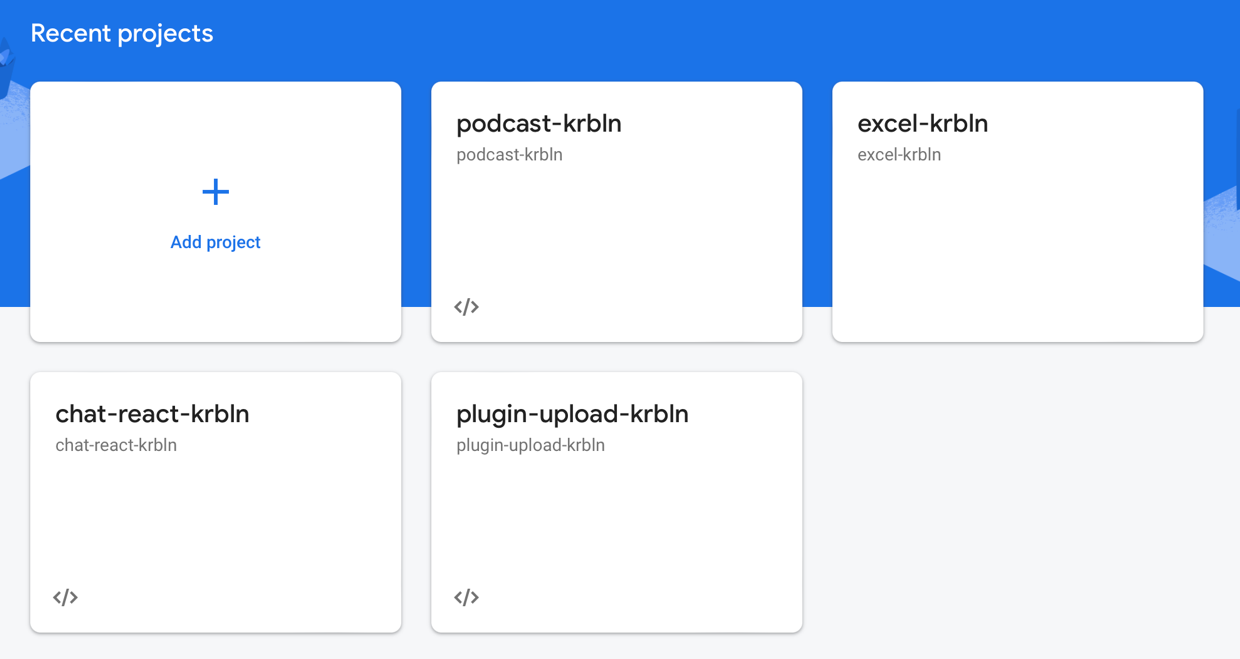 Recent projects
Add project
podcast-krbln
podcast-krbln
excel-krbln
excel-krbln
chat-react-krbln
chat-react-krbln
plugin-upload-krbln
plugin-upload-krbln